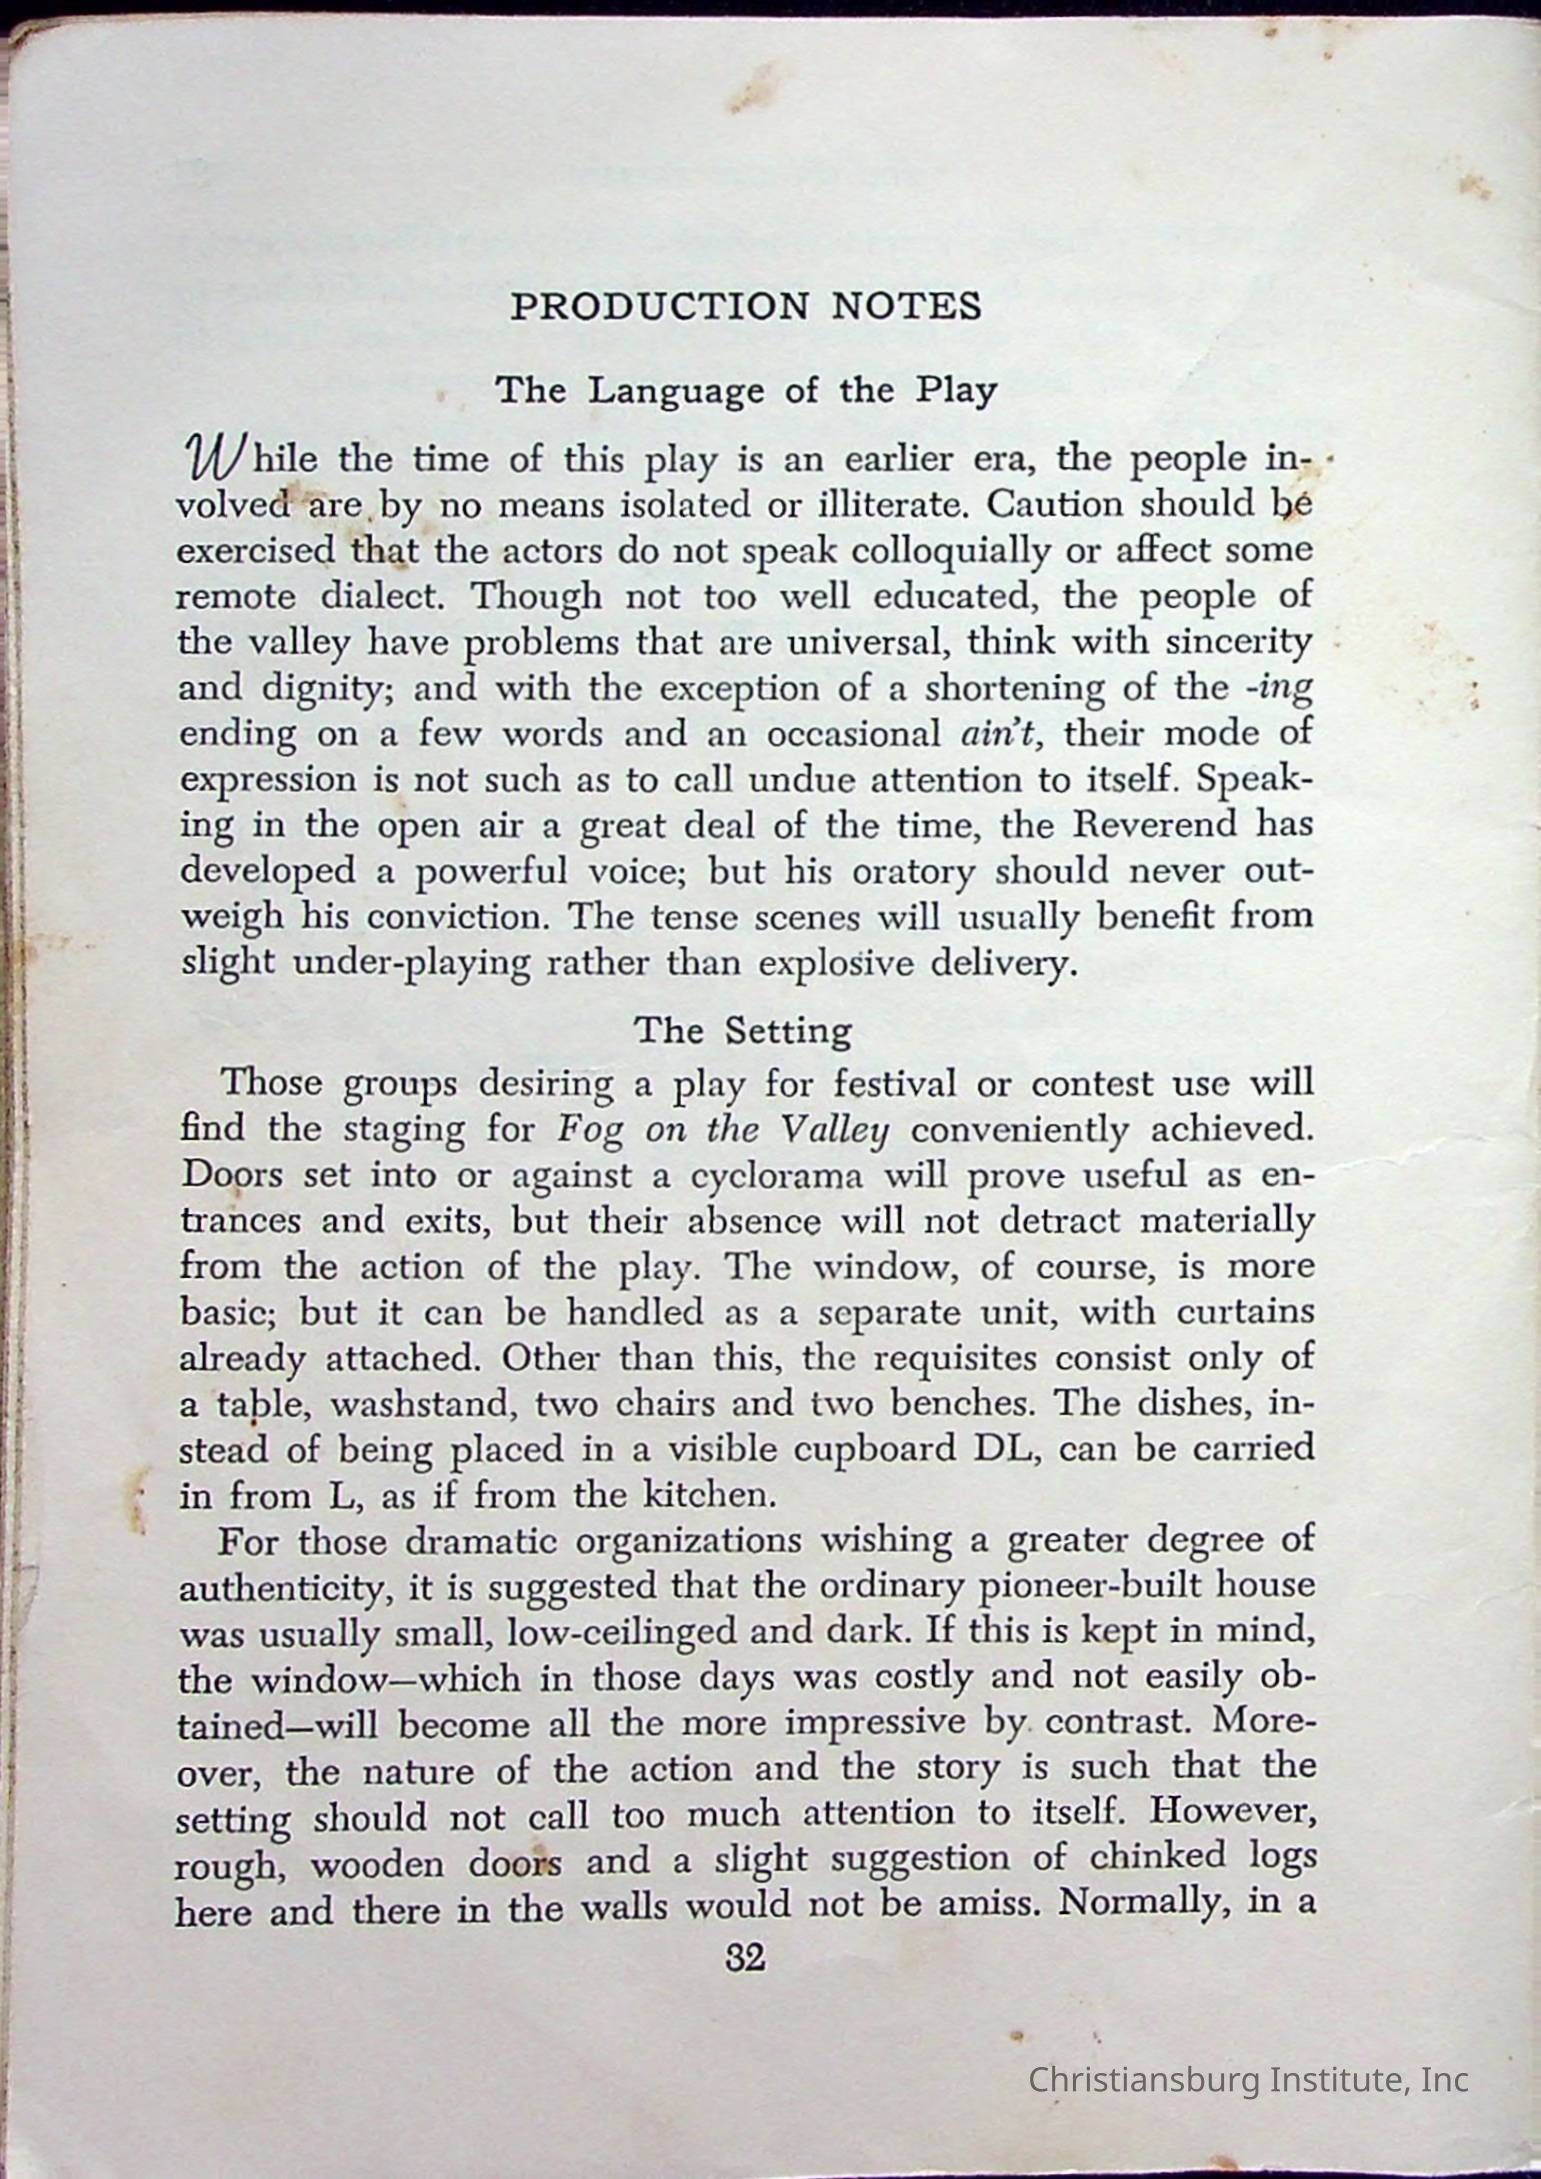 PRODUCTION NOTES
The Language of the Play
While the time of this play is an earlier era, the people in-
volved are by no means isolated or illiterate. Caution should be
exercised that the actors do not speak colloquially or affect some
remote dialect. Though not too well educated, the people of
the valley have problems that are universal, think with sincerity
and dignity; and with the exception of a shortening of the -ing
ending on a few words and an occasional ain't, their mode of
expression is not such as to call undue attention to itself. Speak-
ing in the open air a great deal of the time, the Reverend has
developed a powerful voice; but his oratory should never out-
weigh his conviction. The tense scenes will usually benefit from
slight under-playing rather than explosive delivery.
The Setting
Those groups desiring a play for festival or contest use will
find the staging for Fog on the Valley conveniently achieved.
Doors set into or against a cyclorama will prove useful as en-
trances and exits, but their absence will not detract materially
from the action of the play. The window, of course, is more
basic; but it can be handled as a separate unit, with curtains
already attached. Other than this, the requisites consist only of
a table, washstand, two chairs and two benches. The dishes, in-
stead of being placed in a visible cupboard DL, can be carried
in from L, as if from the kitchen.
For those dramatic organizations wishing a greater degree of
authenticity, it is suggested that the ordinary pioneer-built house
was usually small, low-ceilinged and dark. If this is kept in mind,
the window—which in those days was costly and not easily ob-
tained—will become all the more impressive by contrast. More-
over, the nature of the action and the story is such that the
setting should not call too much attention to itself. However,
rough, wooden doors and a slight suggestion of chinked logs
here and there in the walls would not be amiss. Normally, in a
32
Christiansburg Institute, Inc